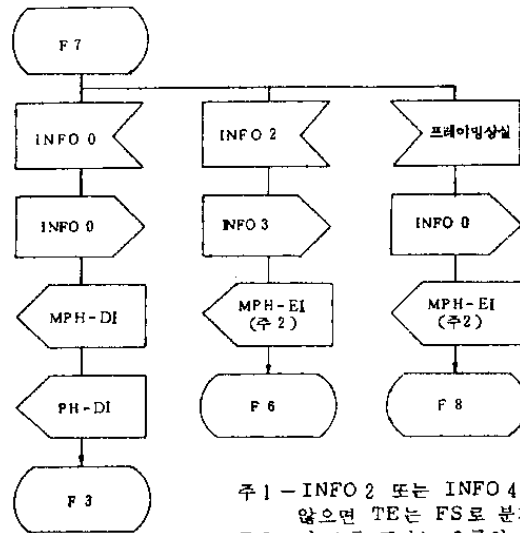 F 7
INFO 0
INFO 2
프레이밍상실
INFO 0
INFO 3
INFO 0
MPH-DI
MPH-EI
(주 2)
MPH-EI
(주2)
PH-DI
F 6
F 8
F 3
주 1 - INFO 2 또는 INFO 4
않으면 TE는 FS로